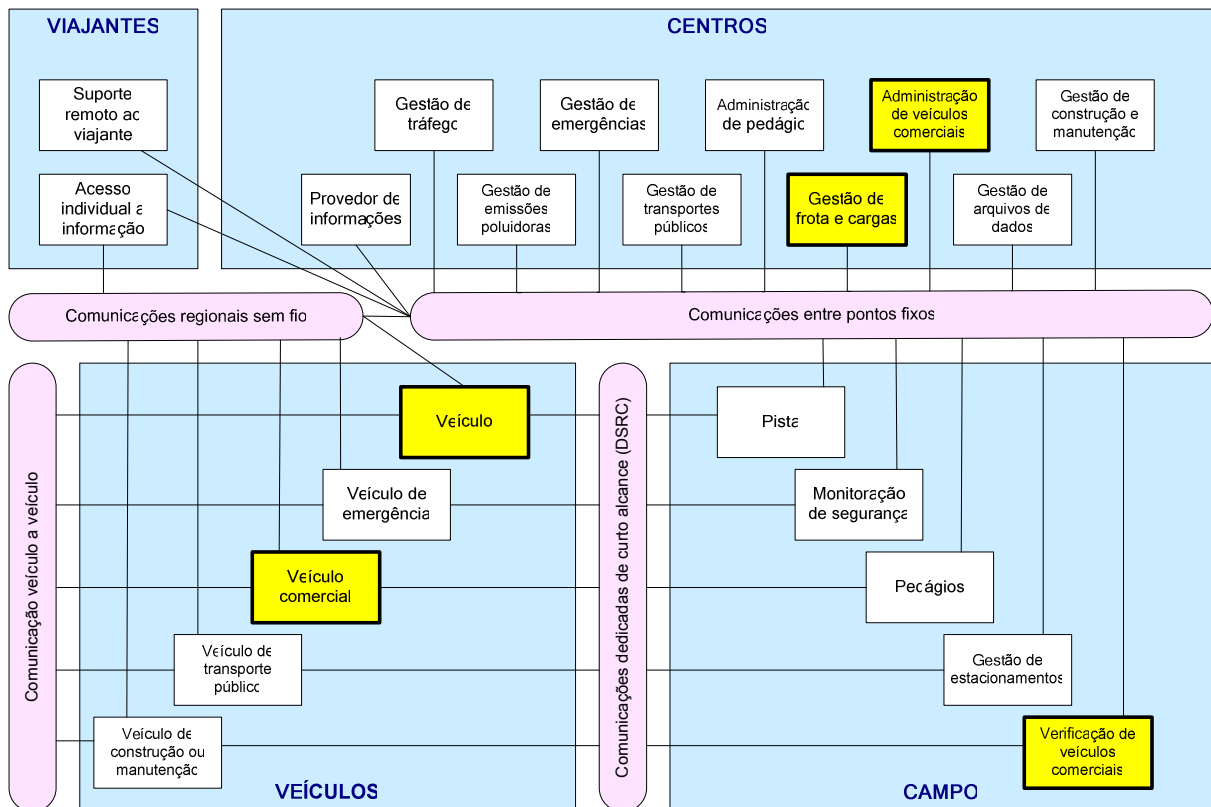 VIAJANTES
Suporte
remoto ao
viajante
Acesso
individual a
informação
CENTROS
Gestão de
tráfego
Gestão de
emergências
Administração
de pedágio
Administração
de veículos
comerciais
Gestão de
construção e
manutenção
Provedor de
informações
Gestão de
emissões
poluidoras
Gestão de
transportes
públicos
Gestão de
frota e cargas
Gestão de
arquivos de
dados
Comunicações regionais sem fio
Comunicações entre pontos fixos
Comunicação veículo a veículo
Veículo
Veículo de
emergência
Veículo
comercial
Veículo de
transporte
público
Veículo de
construção ou
manutenção
VEÍCULOS
Comunicações dedicadas de curto alcance (DSRC)
Pista
Monitoração
de segurança
Pedágios
Gestão de
estacionamentos
Verificação de
veículos
comerciais
CAMPO